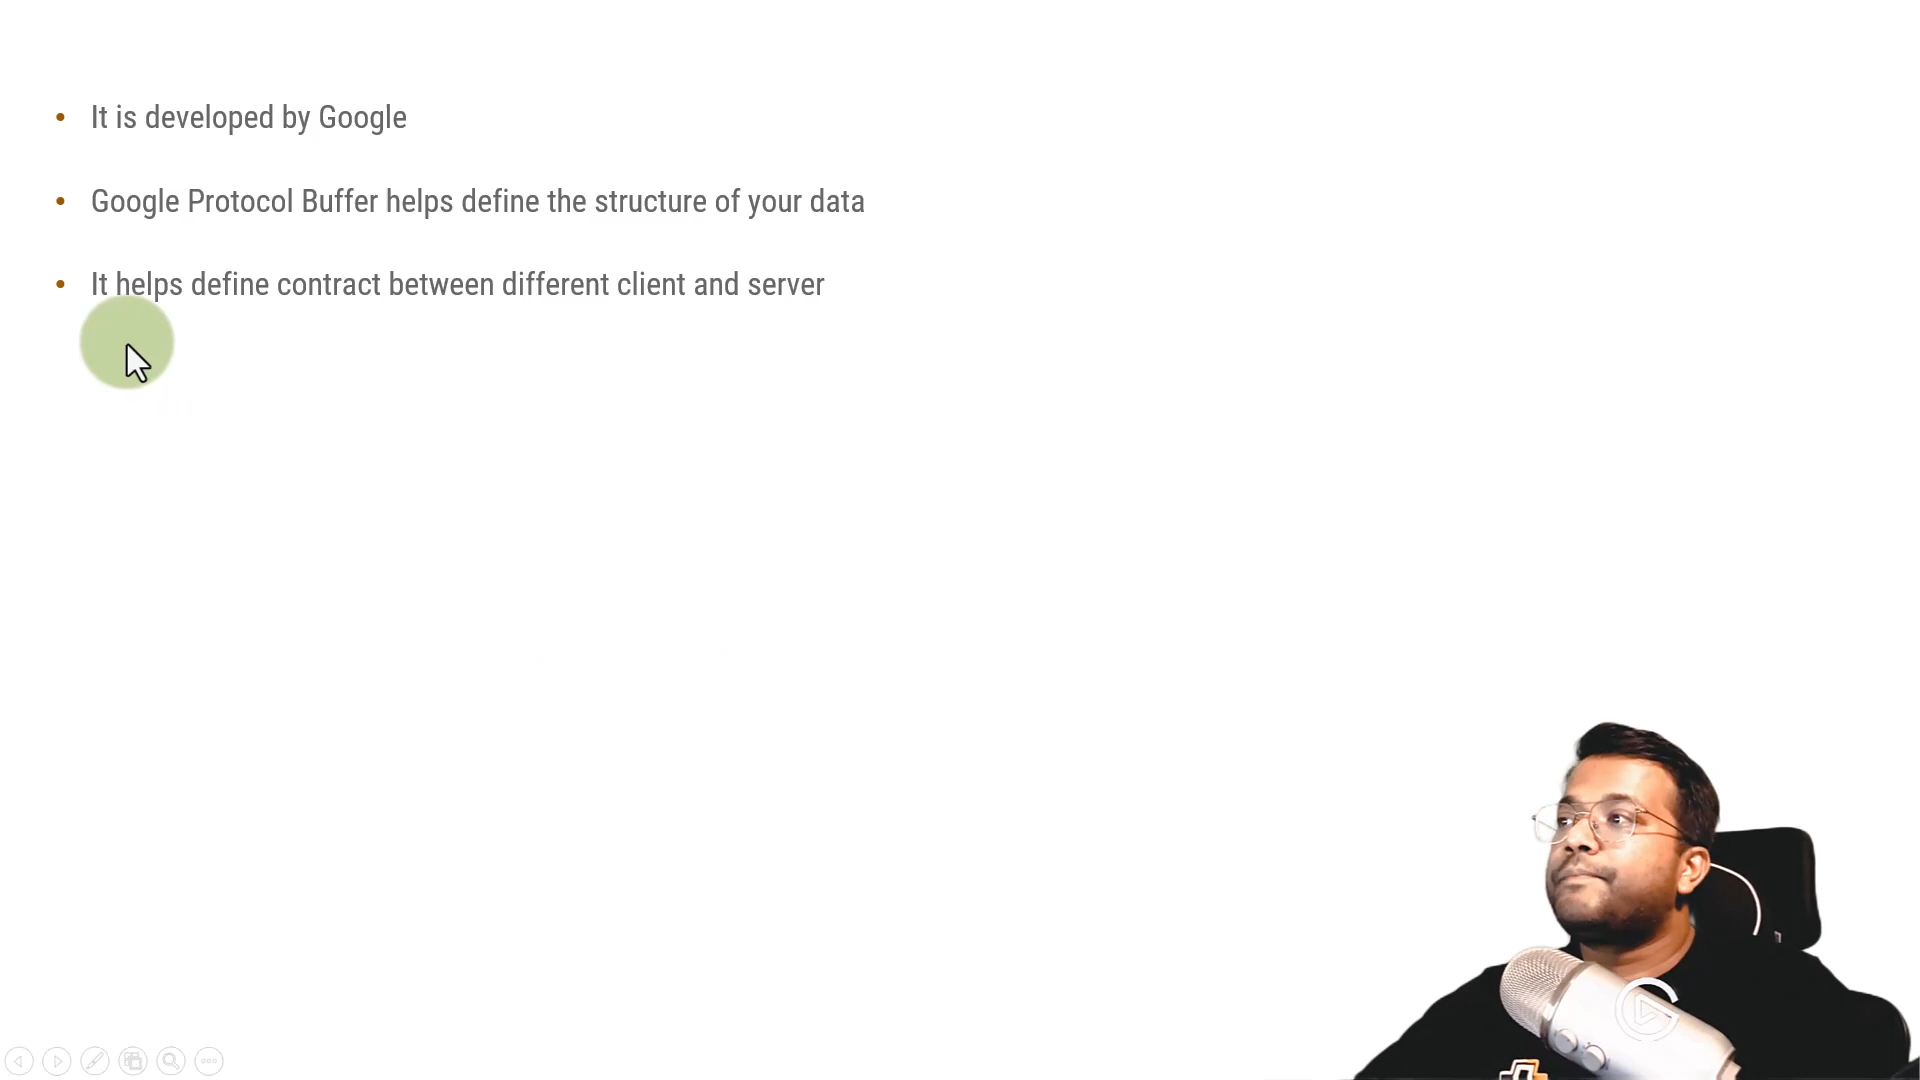 • It is developed by Google
• Google Protocol Buffer helps define the structure of your data
• It helps define contract between different client and server